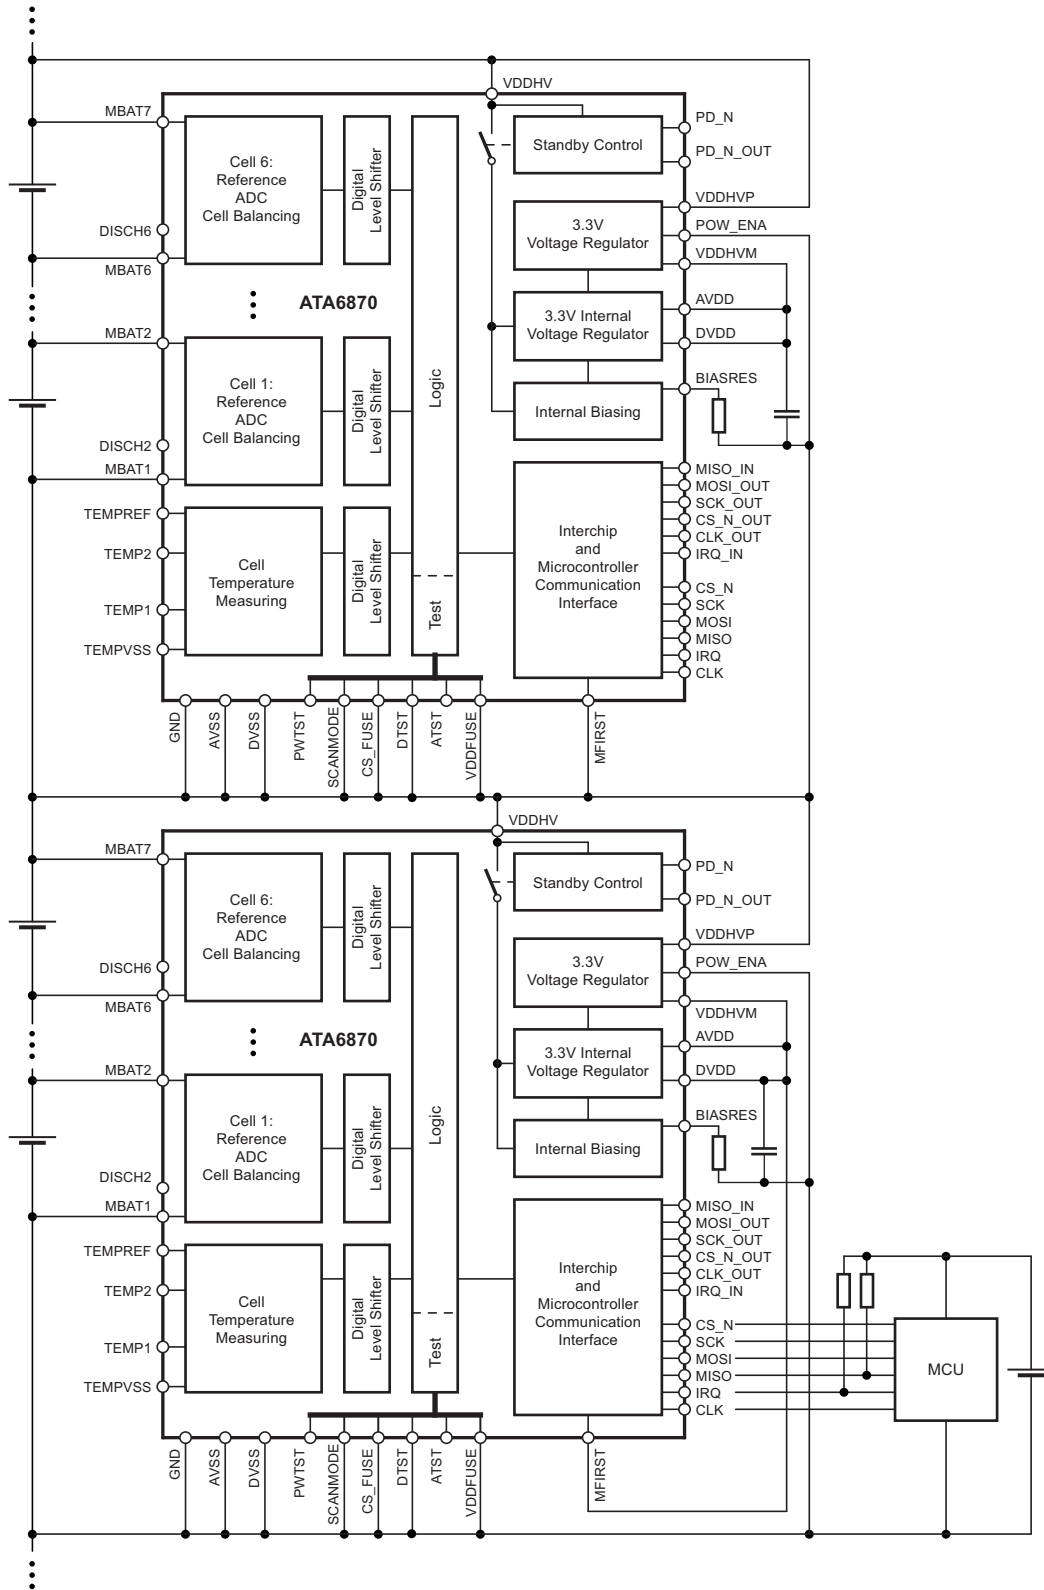 VDDHV
MBAT7
PD_N
Cell 6:
Reference
ADC
Cell Balancing
Digital
Level Shifter
Standby Control
PD_N_OUT
VDDHVP
DISCH6
3.3V
Voltage Regulator
POW_ENA
MBAT6
VDDHVM
ATA6870
AVDD
3.3V Internal
Voltage Regulator
MBAT2
DVDD
Cell 1:
Reference
ADC
Cell Balancing
Digital
Level Shifter
Logic
BIASRES
Internal Biasing
DISCH2
MBAT1
MISO_IN
MOSI_OUT
SCK_OUT
CS_N_OUT
CLK_OUT
IRQ_IN
TEMPREF
TEMP2
Cell
Temperature
Measuring
Digital
Level Shifter
Interchip
and
Microcontroller
Communication
Interface
CS_N
SCK
MOSI
MISO
IRQ
CLK
TEMP1
Test
TEMPVSS
GND
AVSS
DVSS
PWTST
SCANMODE
CS_FUSE
DTST
ATST
VDDFUSE
MFIRST
VDDHV
MBAT7
PD_N
Cell 6:
Reference
ADC
Cell Balancing
Digital
Level Shifter
Standby Control
PD_N_OUT
VDDHVP
DISCH6
3.3V
Voltage Regulator
POW_ENA
MBAT6
VDDHVM
ATA6870
AVDD
3.3V Internal
Voltage Regulator
MBAT2
DVDD
Cell 1:
Reference
ADC
Cell Balancing
Digital
Level Shifter
Logic
BIASRES
Internal Biasing
DISCH2
MBAT1
MISO_IN
MOSI_OUT
SCK_OUT
CS_N_OUT
CLK_OUT
IRQ_IN
TEMPREF
TEMP2
Cell
Temperature
Measuring
Digital
Level Shifter
Interchip
and
Microcontroller
Communication
Interface
CS_N
SCK
MOSI
MISO
IRQ
CLK
MCU
TEMP1
Test
TEMPVSS
GND
AVSS
DVSS
PWTST
SCANMODE
CS_FUSE
DTST
ATST
VDDFUSE
MFIRST